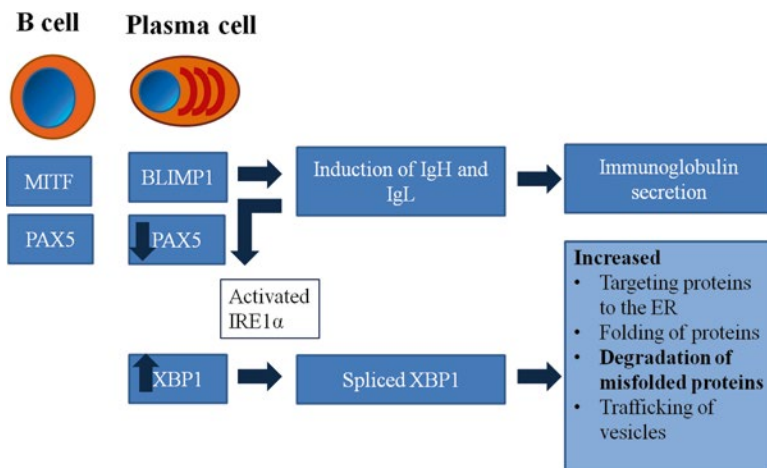 B cell
Plasma cell
MITF
BLIMP1
Induction of IgH and
IgL
Immunoglobulin
secretion
PAX5
PAX5
Activated
IRE1α
XBP1
Spliced XBP1
Increased
• Targeting proteins
to the ER
• Folding of proteins
• Degradation of
misfolded proteins
• Trafficking of
vesicles